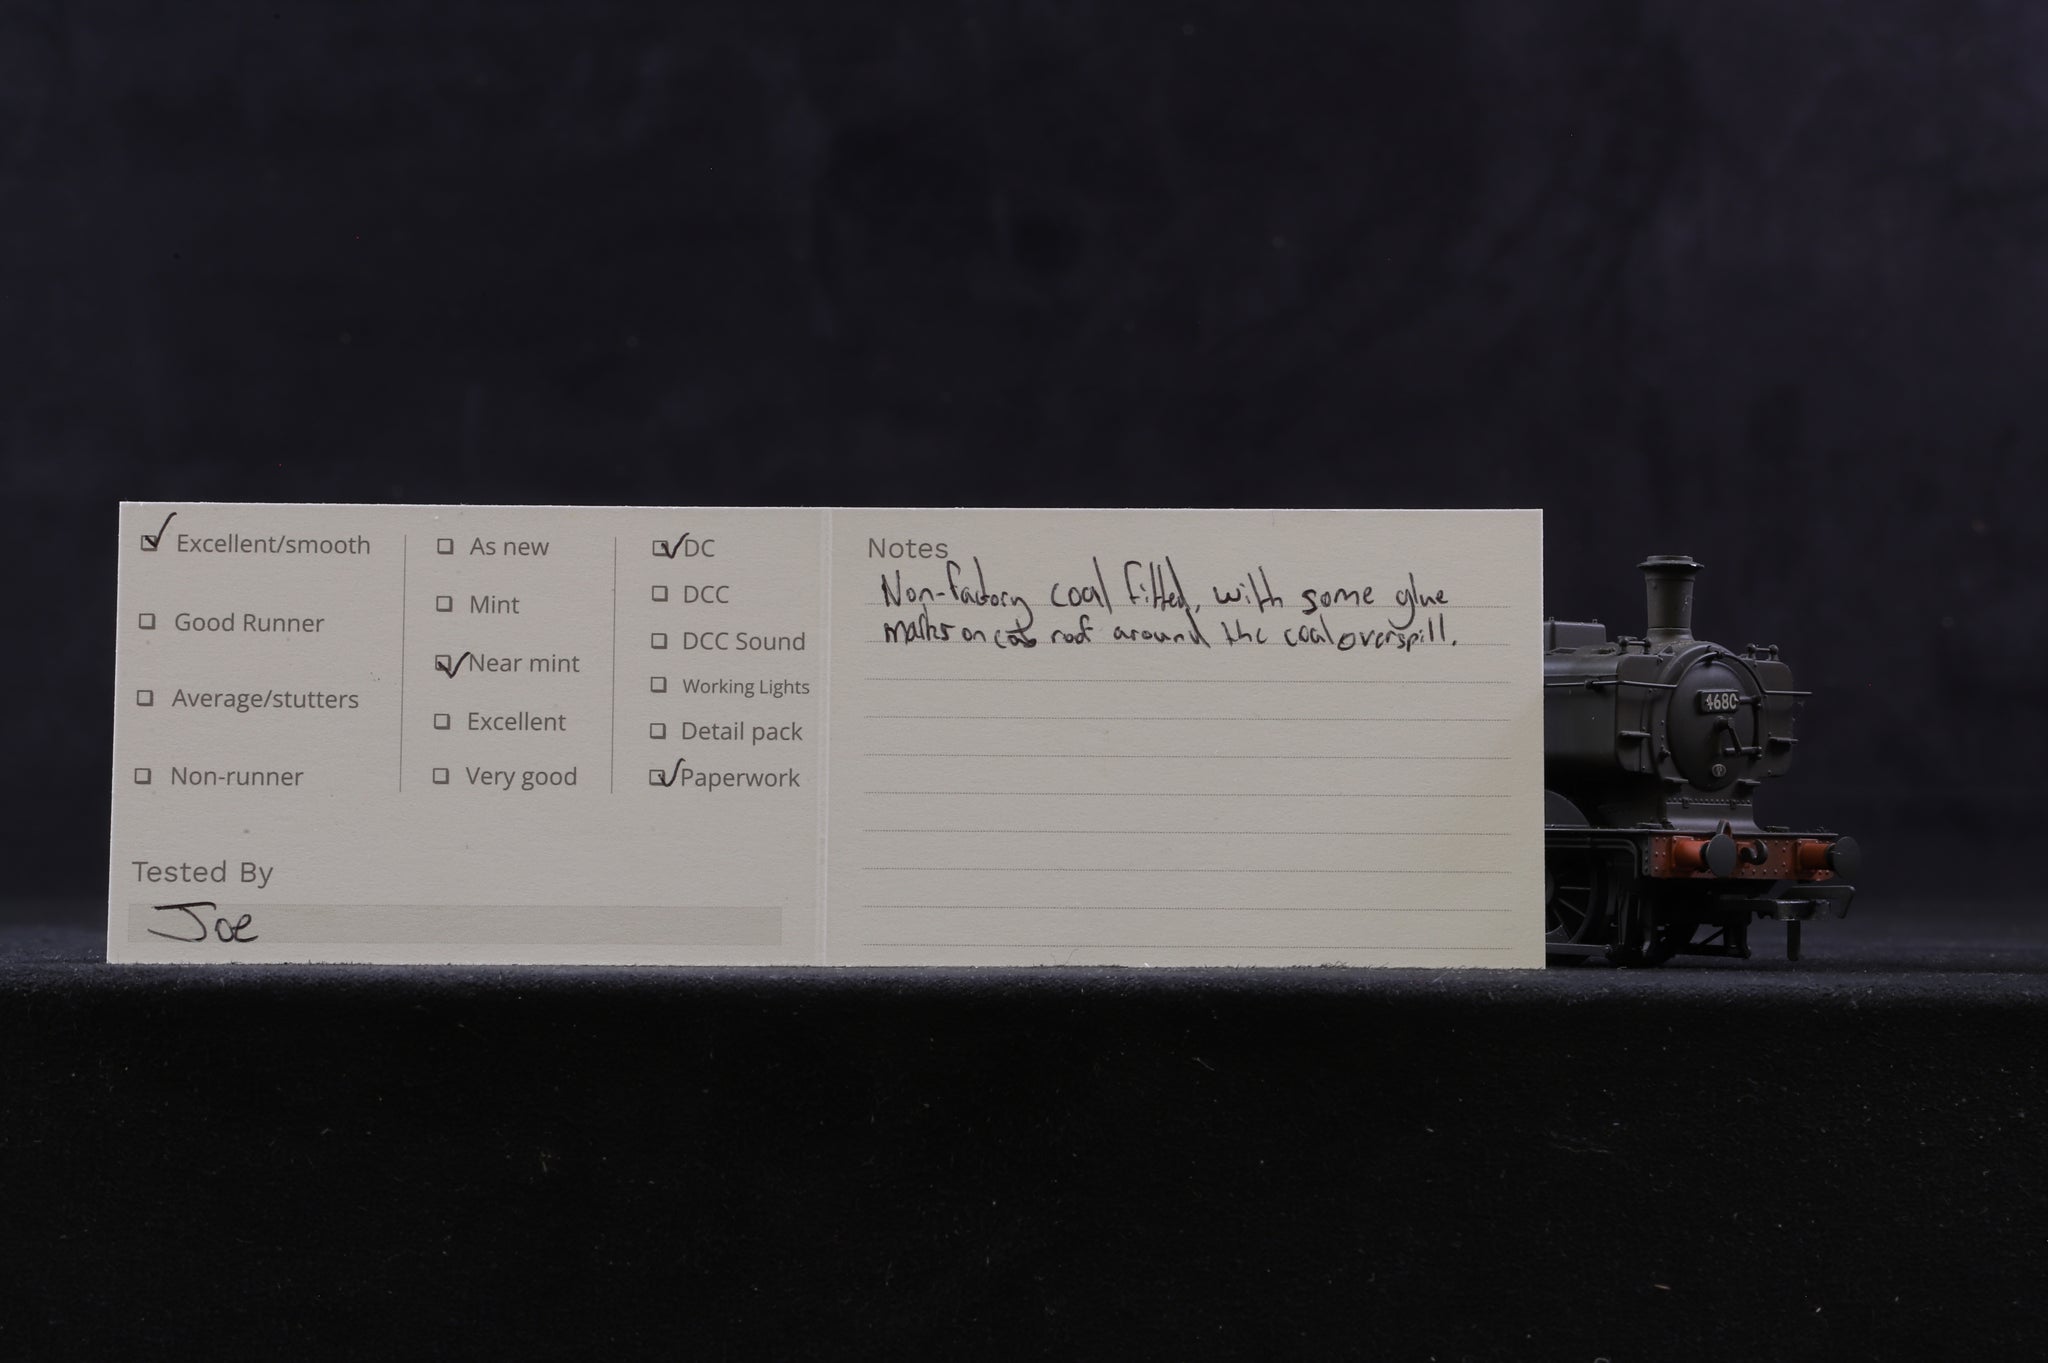 Excellent/smooth
Good Runner
Average/stutters
Non-runner
As new
Mint
Near mint
Excellent
Very good
DC
DCC
DCC Sound
Working Lights
Detail pack
Paperwork
Tested By
Joe
Notes
Non-factory coal fitted, with some glue
marks on cab roof around the coal overspill.
4680